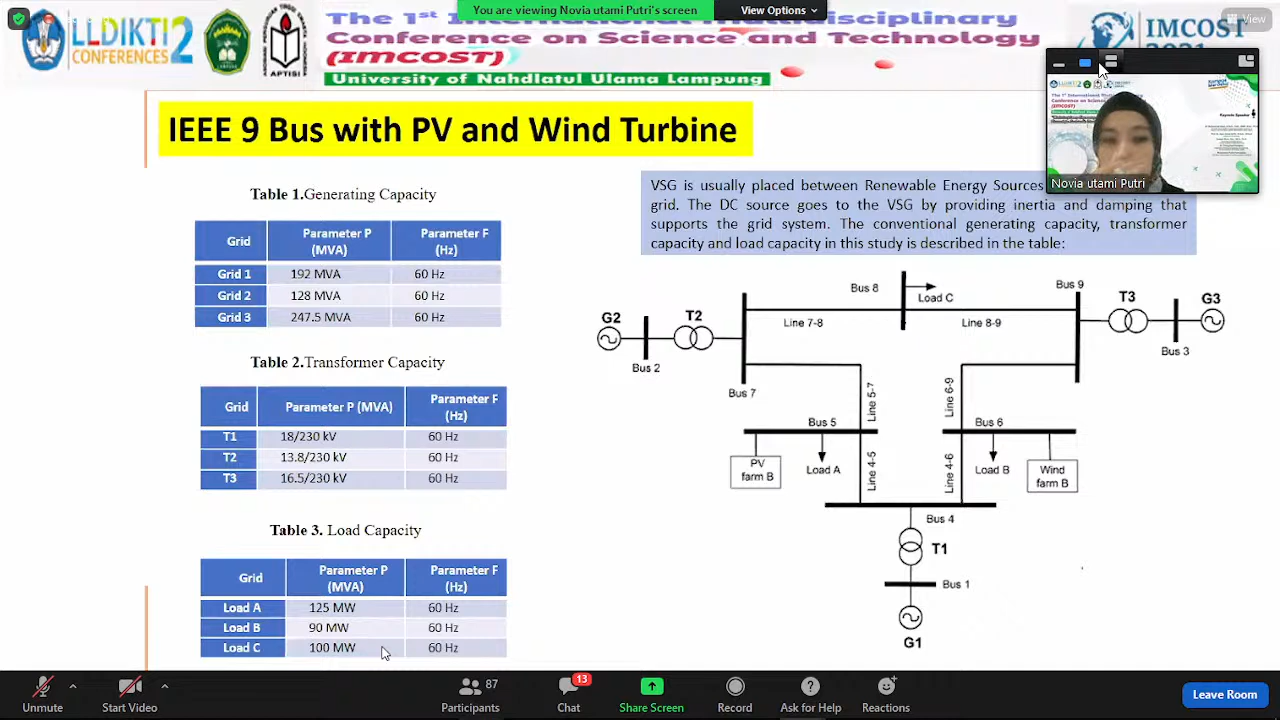 You are viewing Novia utami Putri's screen
View Options
View
LLDIKTI2
CONFERENCES
APTISI
The 1st International Multidisciplinary
Conference on Science and Technology
(IMCOST)
University of Nahdlatul Ulama Lampung
IMCOST
2021
Novia utami Putri
IEEE 9 Bus with PV and Wind Turbine
Table 1.Generating Capacity
Grid Parameter P (MVA) Parameter F (Hz)
Grid 1 192 MVA 60 Hz
Grid 2 128 MVA 60 Hz
Grid 3 247.5 MVA 60 Hz
Table 2.Transformer Capacity
Grid Parameter P (MVA) Parameter F (Hz)
T1 18/230 kV 60 Hz
T2 13.8/230 kV 60 Hz
T3 16.5/230 kV 60 Hz
Table 3. Load Capacity
Grid Parameter P (MVA) Parameter F (Hz)
Load A 125 MW 60 Hz
Load B 90 MW 60 Hz
Load C 100 MW 60 Hz
VSG is usually placed between Renewable Energy Sources
grid. The DC source goes to the VSG by providing inertia and damping that
supports the grid system. The conventional generating capacity, transformer
capacity and load capacity in this study is described in the table:
Bus 8
Load C
Bus 9
T3
G3
G2
T2
Line 7-8
Line 8-9
Bus 2
Bus 3
Bus 7
Line 5-7
Line 6-9
Bus 5
Bus 6
PV
farm B
Load A
Line 4-5
Line 4-6
Load B
Wind
farm B
Bus 4
T1
Bus 1
G1
Unmute
Start Video
87
Participants
13
Chat
Share Screen
Record
Ask for Help
Reactions
Leave Room